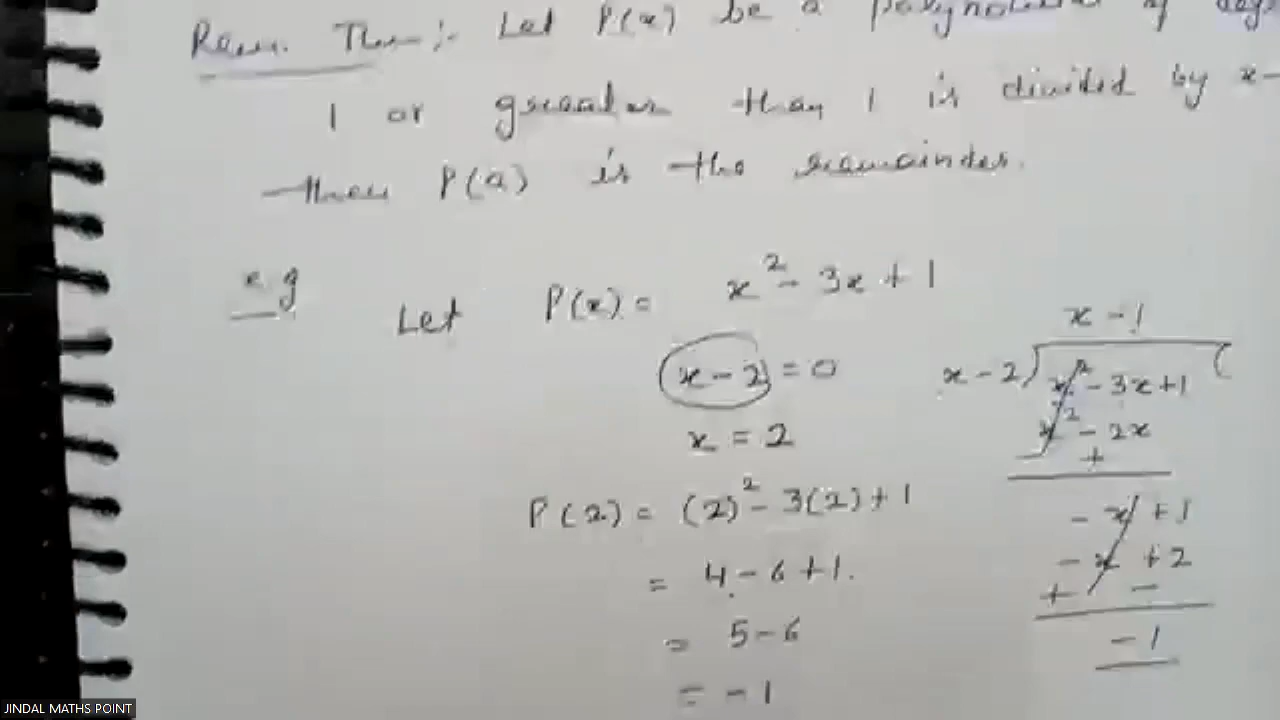 Rem. Thm :- Let P(x) be a polynomial of deg
1 or greater than 1 is divided by x-
then P(a) is the remainder.
e.g Let P(x) = x² - 3x + 1
x - 2 = 0
x = 2
P(2) = (2)² - 3(2) + 1
= 4 - 6 + 1.
= 5 - 6
= - 1
x - 1
x - 2) x² - 3x + 1 (
x² - 2x
- +
- x + 1
- x + 2
+ -
- 1
JINDAL MATHS POINT